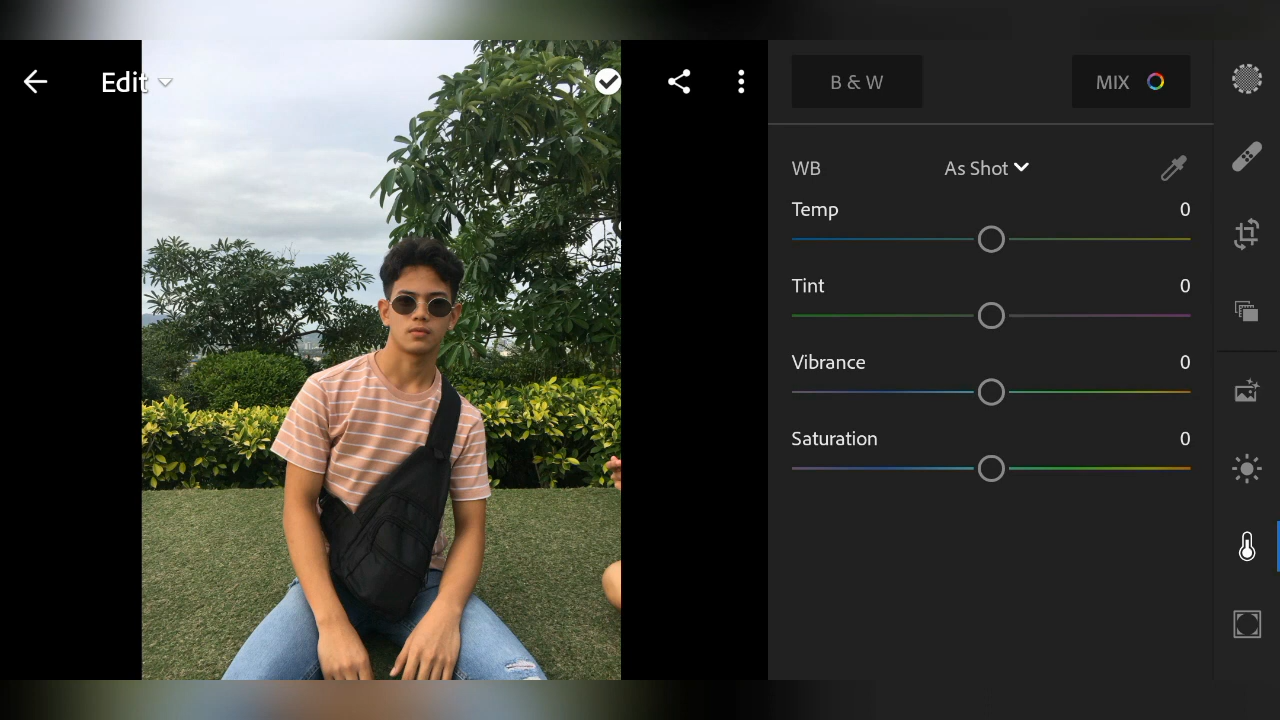 Edit
B & W
MIX
WB
As Shot
Temp
0
Tint
0
Vibrance
0
Saturation
0